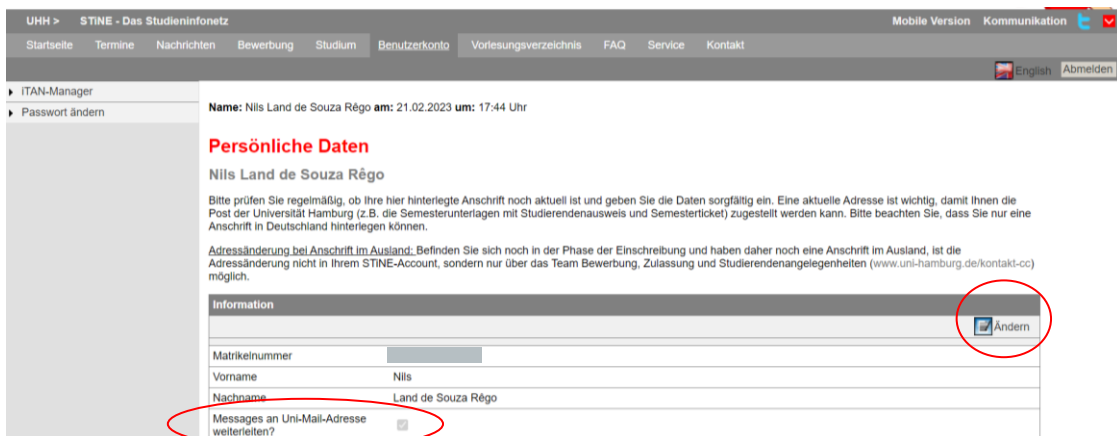 UHH > STiNE - Das Studieninfonetz Mobile Version Kommunikation
Startseite Termine Nachrichten Bewerbung Studium Benutzerkonto Vorlesungsverzeichnis FAQ Service Kontakt
English Abmelden
iTAN-Manager
Passwort ändern
Name: Nils Land de Souza Rêgo am: 21.02.2023 um: 17:44 Uhr
Persönliche Daten
Nils Land de Souza Rêgo
Bitte prüfen Sie regelmäßig, ob Ihre hier hinterlegte Anschrift noch aktuell ist und geben Sie die Daten sorgfältig ein. Eine aktuelle Adresse ist wichtig, damit Ihnen die
Post der Universität Hamburg (z.B. die Semesterunterlagen mit Studierendenausweis und Semesterticket) zugestellt werden kann. Bitte beachten Sie, dass Sie nur eine
Anschrift in Deutschland hinterlegen können.
Adressänderung bei Anschrift im Ausland: Befinden Sie sich noch in der Phase der Einschreibung und haben daher noch eine Anschrift im Ausland, ist die
Adressänderung nicht in Ihrem STiNE-Account, sondern nur über das Team Bewerbung, Zulassung und Studierendenangelegenheiten (www.uni-hamburg.de/kontakt-cc)
möglich.
Information
Ändern
Matrikelnummer
Vorname Nils
Nachname Land de Souza Rêgo
Messages an Uni-Mail-Adresse
weiterleiten?